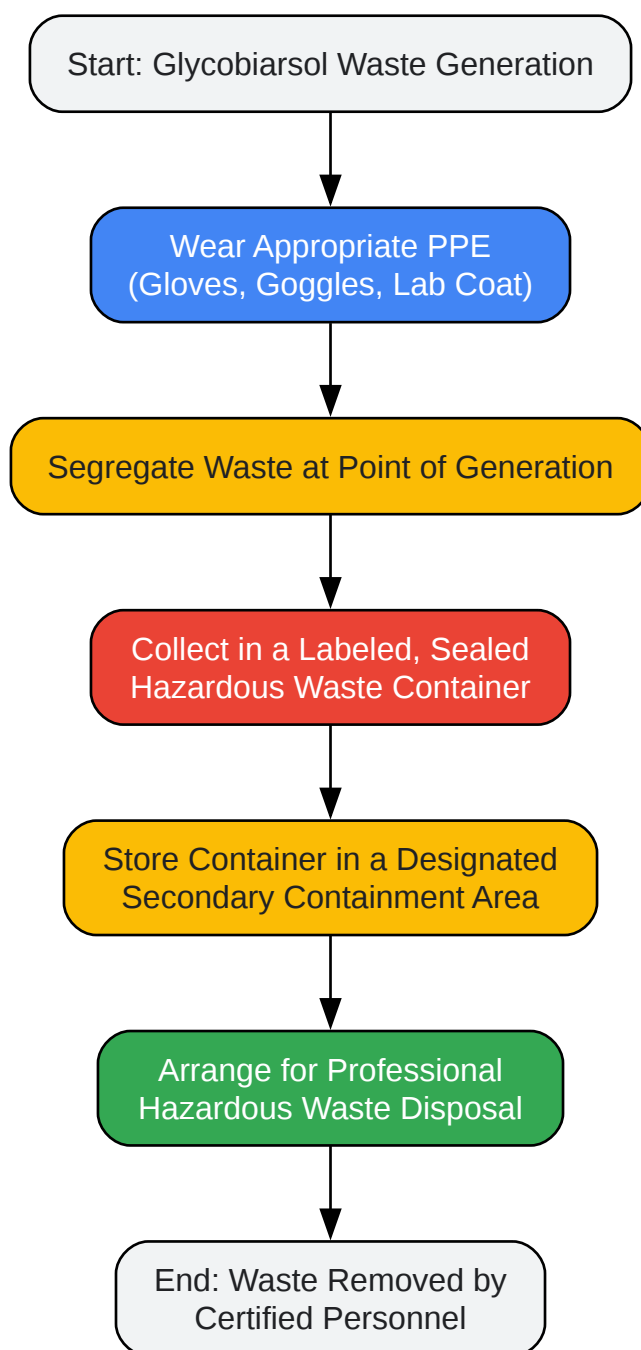 Start: Glycobiarsol Waste Generation
Wear Appropriate PPE
(Gloves, Goggles, Lab Coat)
Segregate Waste at Point of Generation
Collect in a Labeled, Sealed
Hazardous Waste Container
Store Container in a Designated
Secondary Containment Area
Arrange for Professional
Hazardous Waste Disposal
End: Waste Removed by
Certified Personnel